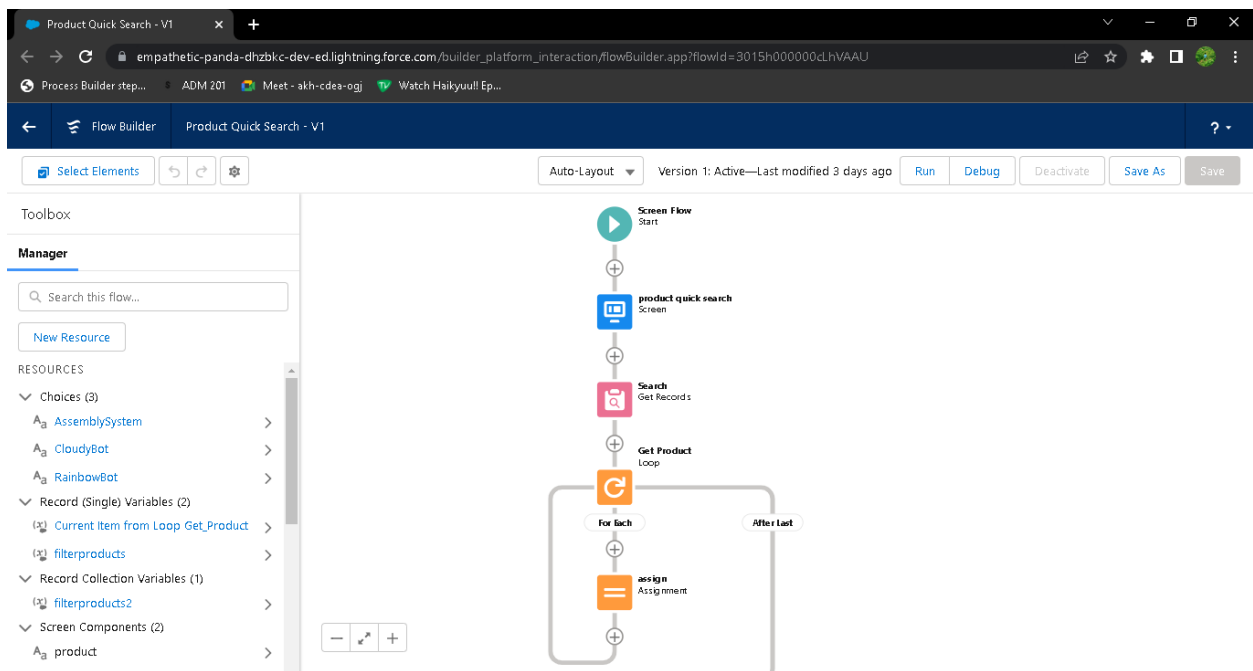 Product Quick Search - V1
empathetic-panda-dhzbkc-dev-ed.lightning.force.com/builder_platform_interaction/flowBuilder.app?flowId=3015h000000cLhVAAU
Process Builder step... ADM 201 Meet - akh-cdea-ogj Watch Haikyuu!! Ep...
Flow Builder Product Quick Search - V1 ?
Select Elements Auto-Layout Version 1: Active—Last modified 3 days ago Run Debug Deactivate Save As Save
Toolbox
Manager
Search this flow...
New Resource
RESOURCES
Choices (3)
Aa AssemblySystem
Aa CloudyBot
Aa RainbowBot
Record (Single) Variables (2)
(x) Current Item from Loop Get_Product
(x) filterproducts
Record Collection Variables (1)
(x) filterproducts2
Screen Components (2)
Aa product
Screen Flow
Start
product quick search
Screen
Search
Get Records
Get Product
Loop
For Each After Last
assign
Assignment